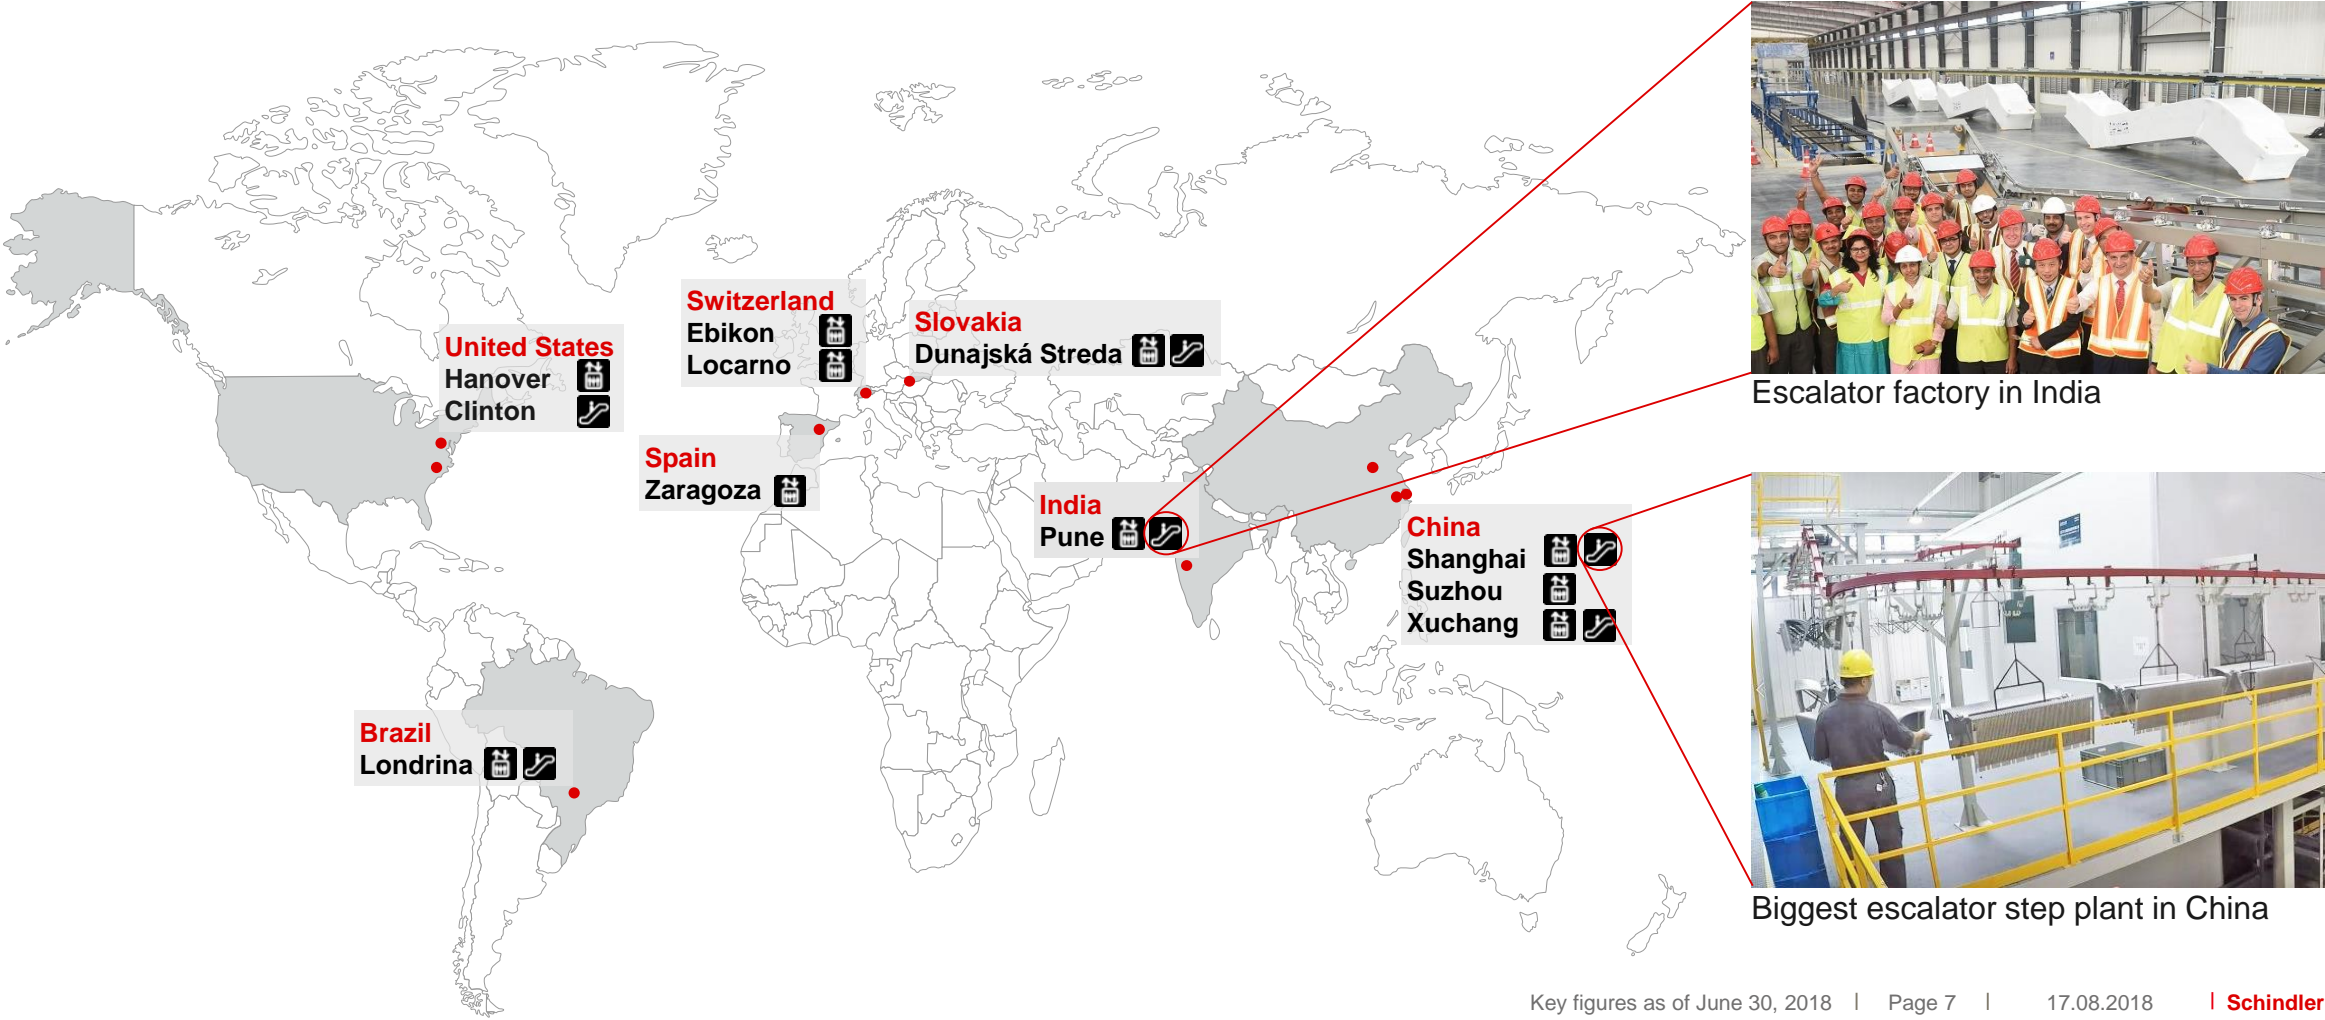 United States
Hanover
Clinton
Switzerland
Ebikon
Locarno
Slovakia
Dunajská Streda
Spain
Zaragoza
India
Pune
China
Shanghai
Suzhou
Xuchang
Brazil
Londrina
Escalator factory in India
Biggest escalator step plant in China
Key figures as of June 30, 2018 | Page 7 | 17.08.2018 | Schindler